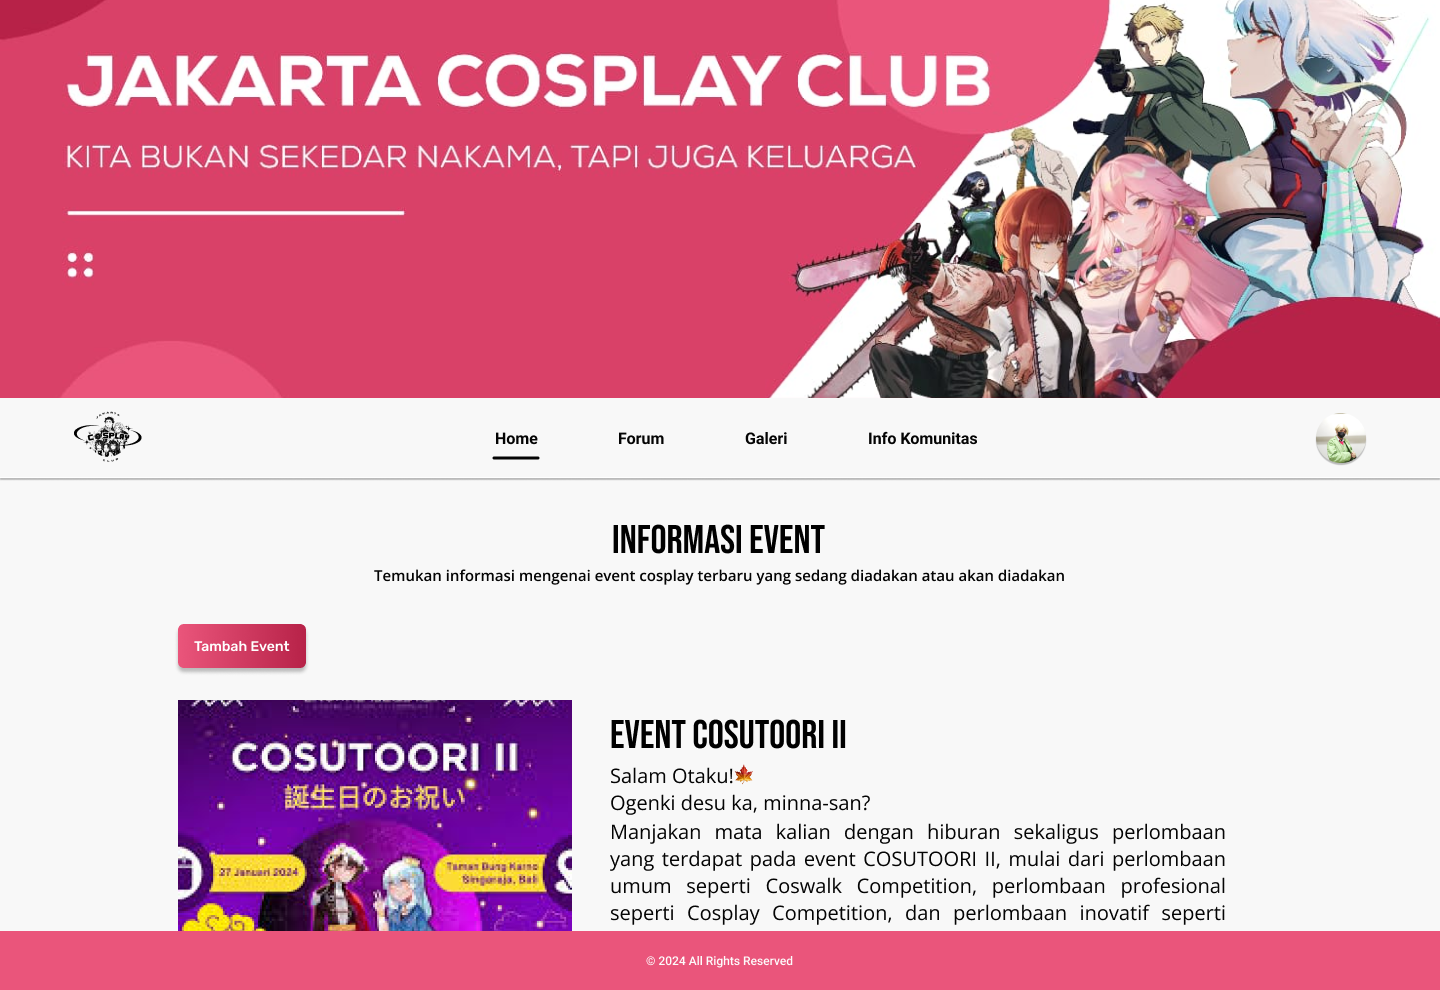 JAKARTA COSPLAY CLUB
KITA BUKAN SEKEDAR NAKAMA, TAPI JUGA KELUARGA
JAKARTA
COSPLAY
CLUB
Home
Forum
Galeri
Info Komunitas
INFORMASI EVENT
Temukan informasi mengenai event cosplay terbaru yang sedang diadakan atau akan diadakan
Tambah Event
COSUTOORI II
誕生日のお祝い
27 Januari 2024
Taman Bung Karno
Singaraja, Bali
EVENT COSUTOORI II
Salam Otaku!🍁
Ogenki desu ka, minna-san?
Manjakan mata kalian dengan hiburan sekaligus perlombaan
yang terdapat pada event COSUTOORI II, mulai dari perlombaan
umum seperti Coswalk Competition, perlombaan profesional
seperti Cosplay Competition, dan perlombaan inovatif seperti
© 2024 All Rights Reserved